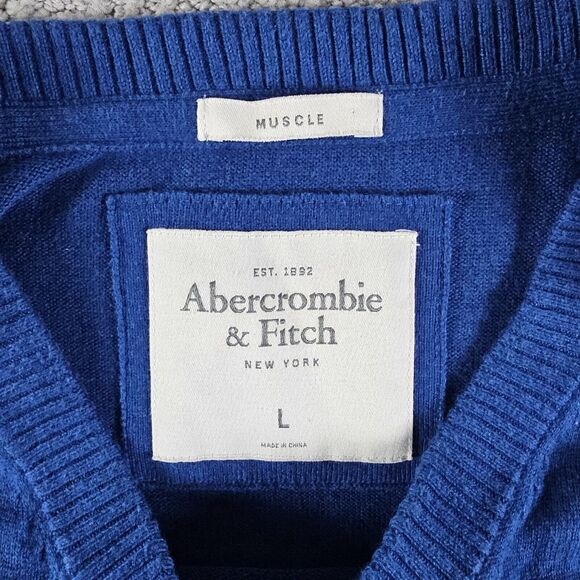 MUSCLE
EST. 1892
Abercrombie
& Fitch
NEW YORK
L
MADE IN CHINA